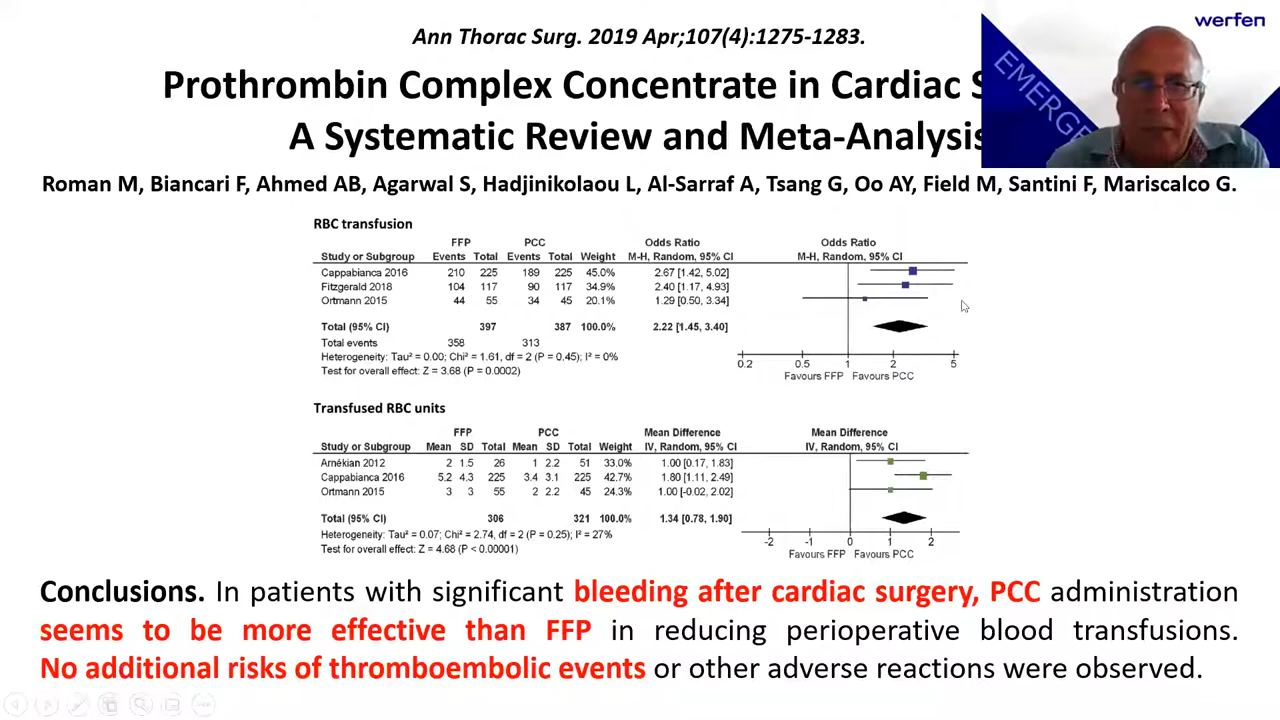 Ann Thorac Surg. 2019 Apr;107(4):1275-1283.
werfen
EMERGE
Prothrombin Complex Concentrate in Cardiac S
A Systematic Review and Meta-Analysis
Roman M, Biancari F, Ahmed AB, Agarwal S, Hadjinikolaou L, Al-Sarraf A, Tsang G, Oo AY, Field M, Santini F, Mariscalco G.
RBC transfusion
FFP PCC Odds Ratio Odds Ratio
Study or Subgroup Events Total Events Total Weight M-H, Random, 95% CI M-H, Random, 95% CI
Cappabianca 2016 210 225 189 225 45.0% 2.67 [1.42, 5.02]
Fitzgerald 2018 104 117 90 117 34.9% 2.40 [1.17, 4.93]
Ortmann 2015 44 55 34 45 20.1% 1.29 [0.50, 3.34]
Total (95% CI) 397 387 100.0% 2.22 [1.45, 3.40]
Total events 358 313
Heterogeneity: Tau² = 0.00; Chi² = 1.61, df = 2 (P = 0.45); I² = 0%
Test for overall effect: Z = 3.68 (P = 0.0002)
0.2 0.5 1 2 5
Favours FFP Favours PCC
Transfused RBC units
FFP PCC Mean Difference Mean Difference
Study or Subgroup Mean SD Total Mean SD Total Weight IV, Random, 95% CI IV, Random, 95% CI
Arnékian 2012 2 1.5 26 1 2.2 51 33.0% 1.00 [0.17, 1.83]
Cappabianca 2016 5.2 4.3 225 3.4 3.1 225 42.7% 1.80 [1.11, 2.49]
Ortmann 2015 3 3 55 2 2.2 45 24.3% 1.00 [-0.02, 2.02]
Total (95% CI) 306 321 100.0% 1.34 [0.78, 1.90]
Heterogeneity: Tau² = 0.07; Chi² = 2.74, df = 2 (P = 0.25); I² = 27%
Test for overall effect: Z = 4.68 (P < 0.00001)
-2 -1 0 1 2
Favours FFP Favours PCC
Conclusions. In patients with significant bleeding after cardiac surgery, PCC administration
seems to be more effective than FFP in reducing perioperative blood transfusions.
No additional risks of thromboembolic events or other adverse reactions were observed.